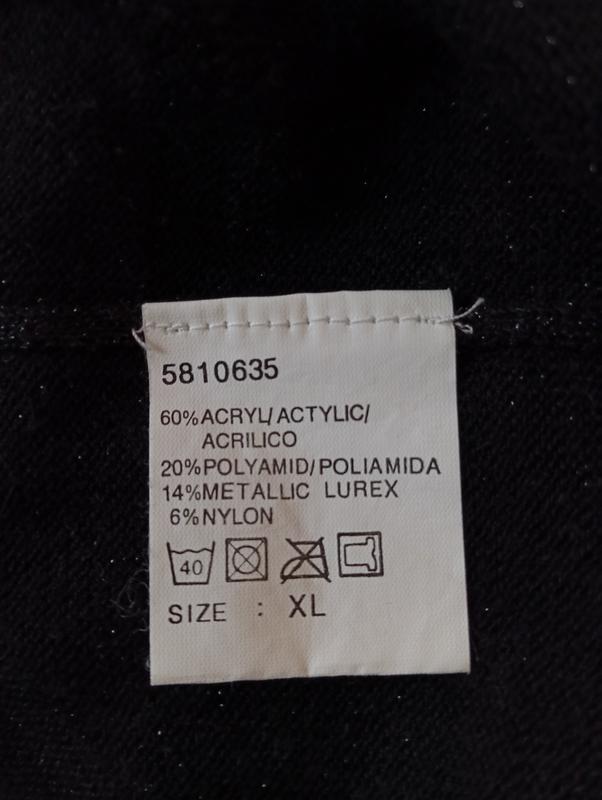 5810635
60% ACRYL/ACTYLIC/
ACRILICO
20% POLYAMID/POLIAMIDA
14% METALLIC LUREX
6% NYLON
40
SIZE : XL